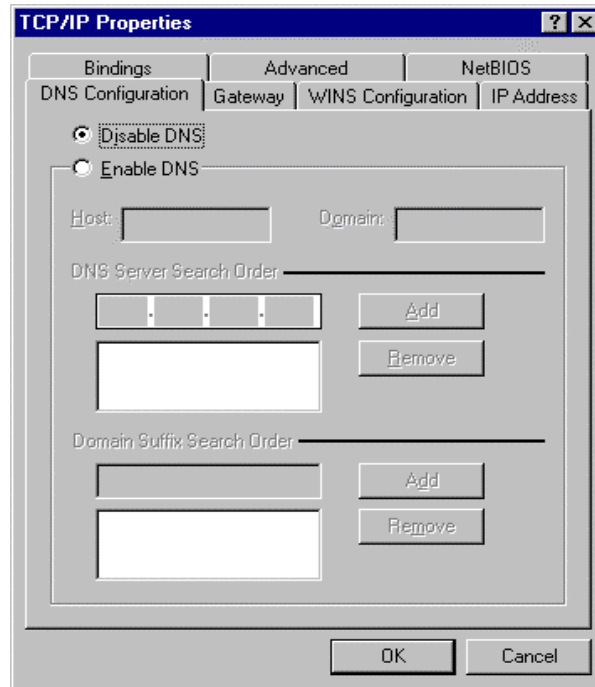 TCP/IP Properties
Bindings Advanced NetBIOS
DNS Configuration Gateway WINS Configuration IP Address
Disable DNS
Enable DNS
Host: Domain:
DNS Server Search Order
Add
Remove
Domain Suffix Search Order
Add
Remove
OK Cancel